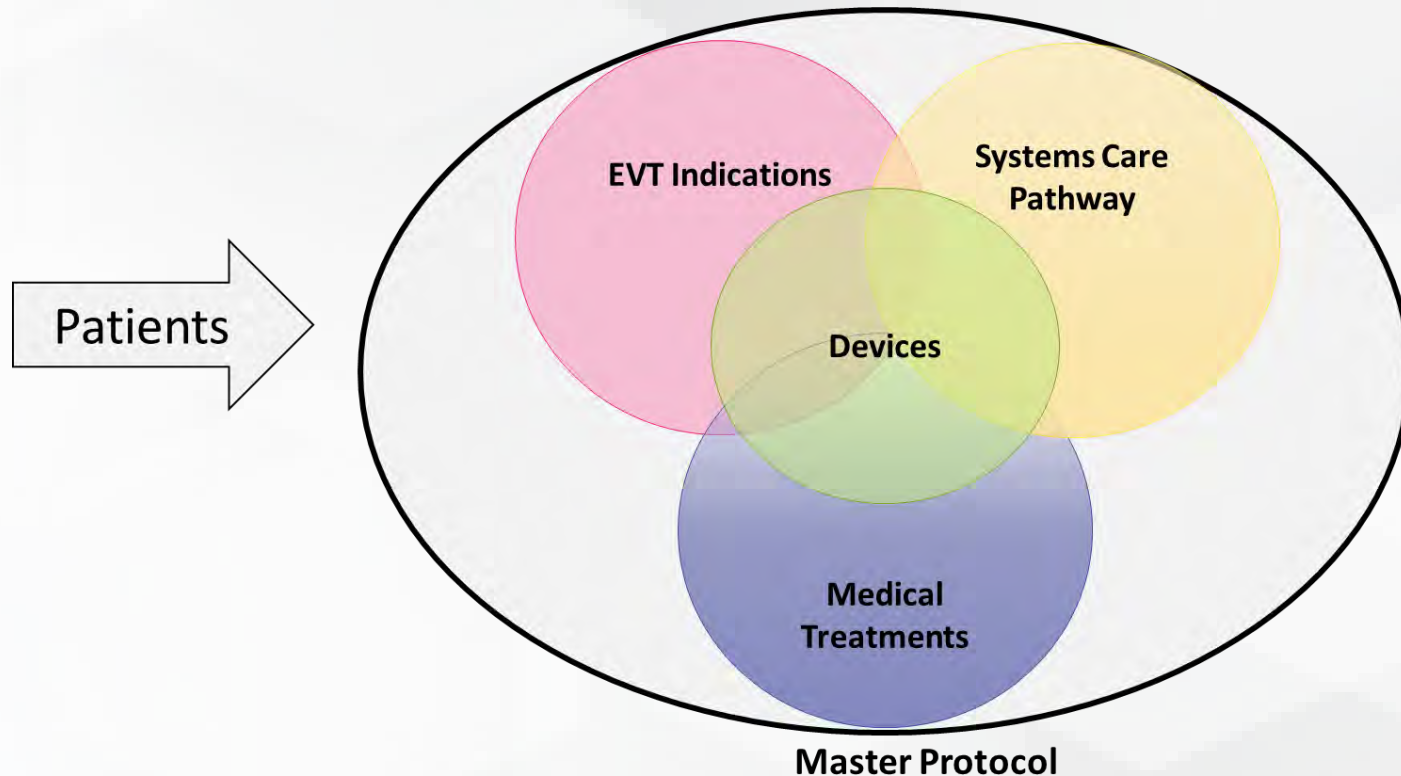 Patients
EVT Indications
Systems Care
Pathway
Devices
Medical
Treatments
Master Protocol